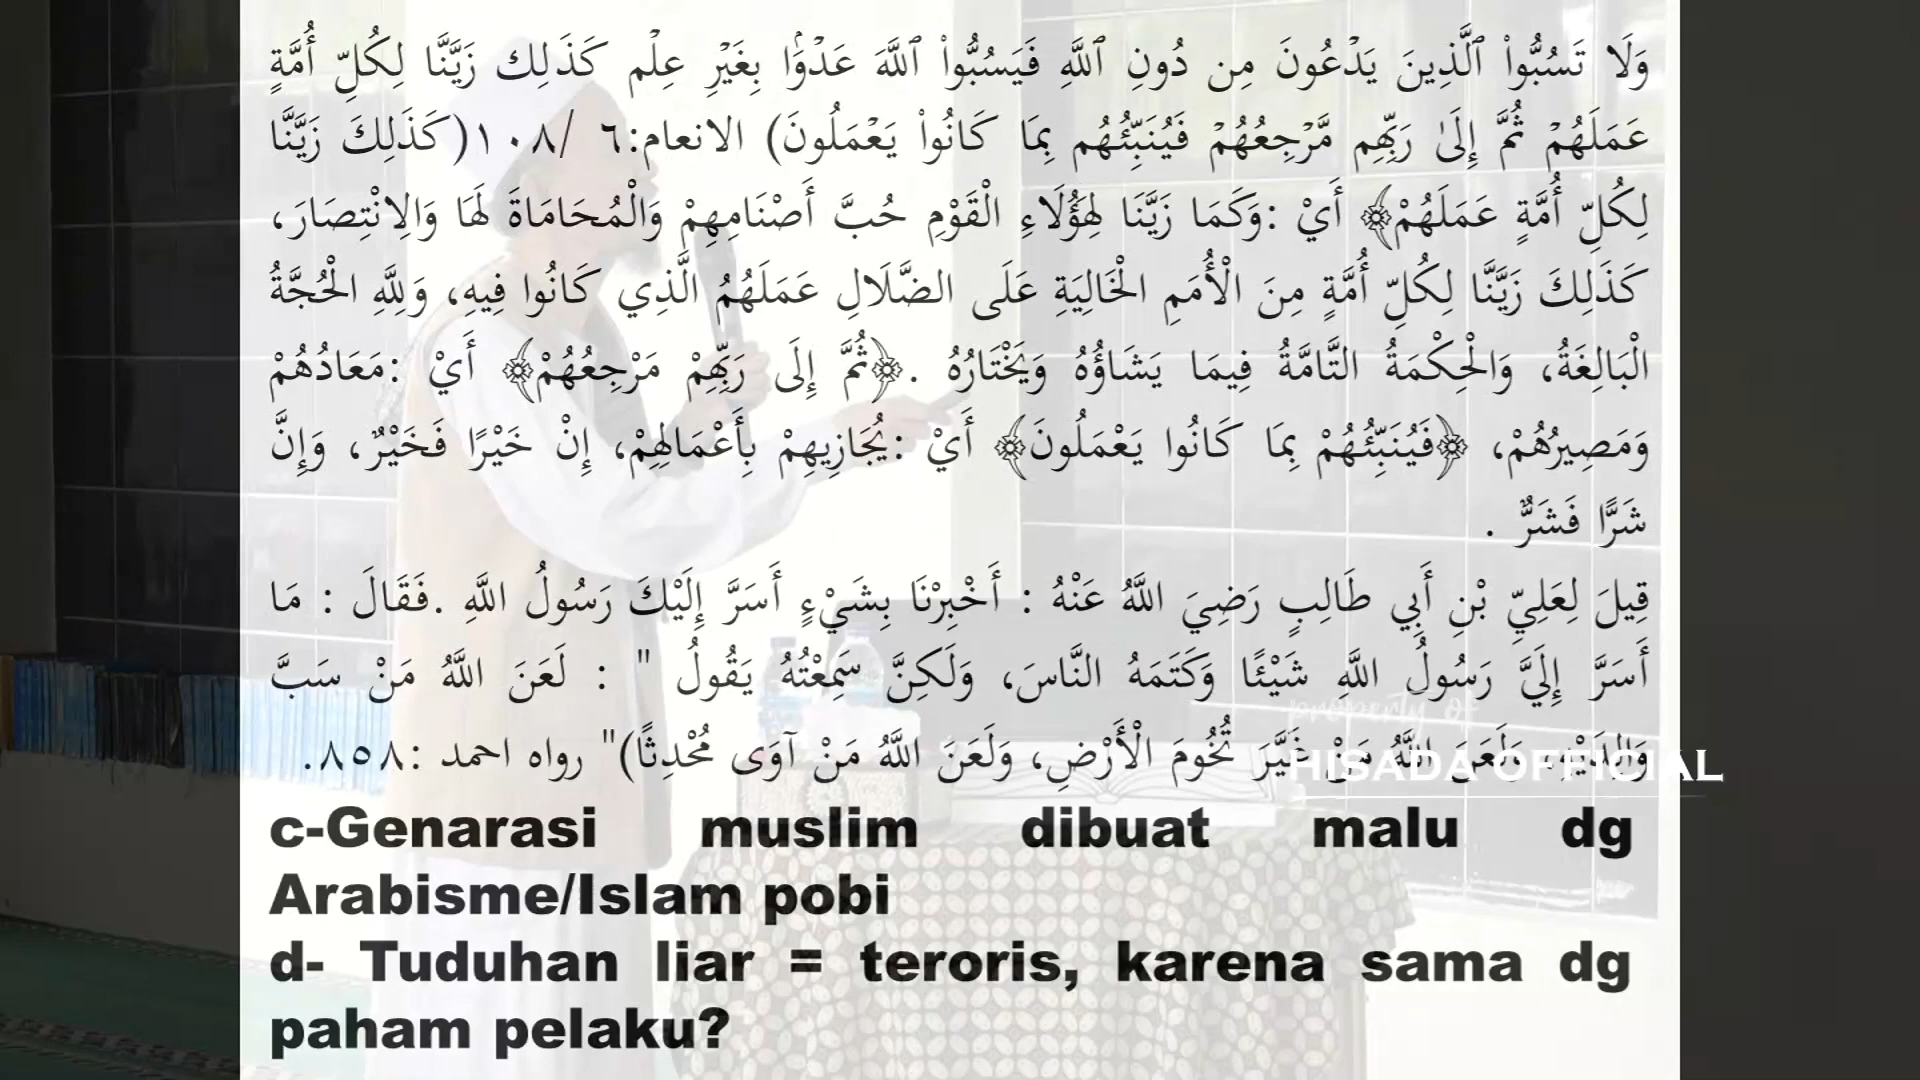 وَلَا تَسُبُّواْ ٱلَّذِينَ يَدۡعُونَ مِن دُونِ ٱللَّهِ فَيَسُبُّواْ ٱللَّهَ عَدۡوَۢا بِغَيۡرِ عِلۡم كَذَلِك زَيَّنَّا لِكُلِّ أُمَّةٍ
عَمَلَهُمۡ ثُمَّ إِلَىٰ رَبِّهِم مَّرۡجِعُهُمۡ فَيُنَبِّئُهُم بِمَا كَانُواْ يَعۡمَلُونَ) الانعام:٦ /١٠٨(كَذَلِكَ زَيَّنَّا
لِكُلِّ أُمَّةٍ عَمَلَهُمْ﴾ أَيْ :وَكَمَا زَيَّنَا لِهَؤُلَاءِ الْقَوْمِ حُبَّ أَصْنَامِهِمْ وَالْمُحَامَاةَ لَهَا وَالِانْتِصَارَ،
كَذَلِكَ زَيَّنَّا لِكُلِّ أُمَّةٍ مِنَ الْأُمَمِ الْخَالِيَةِ عَلَى الضَّلَالِ عَمَلَهُمُ الَّذِي كَانُوا فِيهِ، وَلِلَّهِ الْحُجَّةُ
الْبَالِغَةُ، وَالْحِكْمَةُ التَّامَّةُ فِيمَا يَشَاؤُهُ وَيَخْتَارُهُ .﴿ثُمَّ إِلَى رَبِّهِمْ مَرْجِعُهُمْ﴾ أَيْ :مَعَادُهُمْ
وَمَصِيرُهُمْ، ﴿فَيُنَبِّئُهُمْ بِمَا كَانُوا يَعْمَلُونَ﴾ أَيْ :يُجَازِيهِمْ بِأَعْمَالِهِمْ، إِنْ خَيْرًا فَخَيْرٌ، وَإِنَّ
شَرًّا فَشَرٌّ .
قِيلَ لِعَلِيِّ بْنِ أَبِي طَالِبٍ رَضِيَ اللَّهُ عَنْهُ : أَخْبِرْنَا بِشَيْءٍ أَسَرَّ إِلَيْكَ رَسُولُ اللَّهِ .فَقَالَ : مَا
أَسَرَّ إِلَيَّ رَسُولُ اللَّهِ شَيْئًا وَكَتَمَهُ النَّاسَ، وَلَكِنَّ سَمِعْتُهُ يَقُولُ " : لَعَنَ اللَّهُ مَنْ سَبَّ
وَالِدَيْهِ، وَلَعَنَ اللَّهُ مَنْ غَيَّرَ تُخُومَ الْأَرْضِ، وَلَعَنَ اللَّهُ مَنْ آوَى مُحْدِثًا)" رواه احمد :٨٥٨.
property of
HISADA OFFICIAL
c-Genarasi muslim dibuat malu dg
Arabisme/Islam pobi
d- Tuduhan liar = teroris, karena sama dg
paham pelaku?